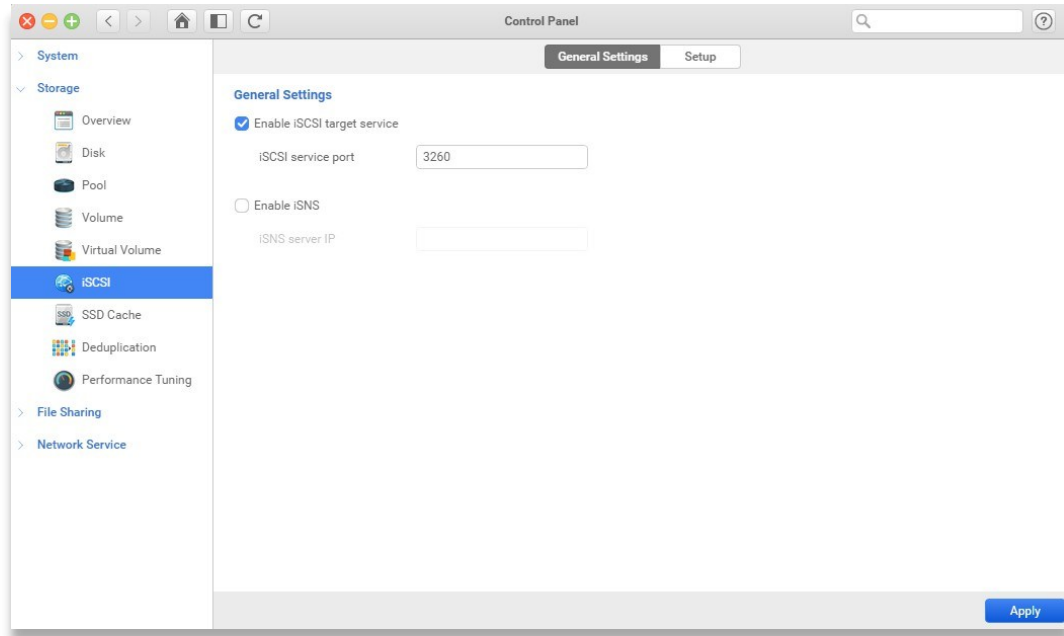 Control Panel
?
System
Storage
Overview
Disk
Pool
Volume
Virtual Volume
iSCSI
SSD
SSD Cache
Deduplication
Performance Tuning
File Sharing
Network Service
General Settings
Setup
General Settings
Enable iSCSI target service
iSCSI service port
3260
Enable iSNS
iSNS server IP
Apply